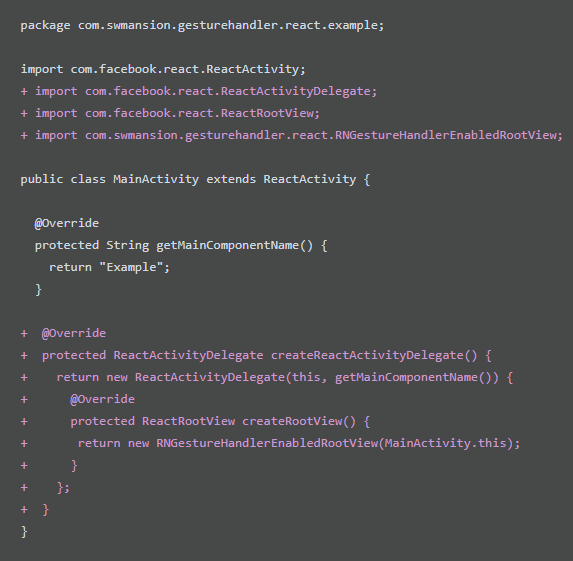 package com.swmansion.gesturehandler.react.example;

import com.facebook.react.ReactActivity;
+ import com.facebook.react.ReactActivityDelegate;
+ import com.facebook.react.ReactRootView;
+ import com.swmansion.gesturehandler.react.RNGestureHandlerEnabledRootView;

public class MainActivity extends ReactActivity {

  @Override
  protected String getMainComponentName() {
    return "Example";
  }

+  @Override
+  protected ReactActivityDelegate createReactActivityDelegate() {
+    return new ReactActivityDelegate(this, getMainComponentName()) {
+      @Override
+      protected ReactRootView createRootView() {
+       return new RNGestureHandlerEnabledRootView(MainActivity.this);
+      }
+    };
+  }
}